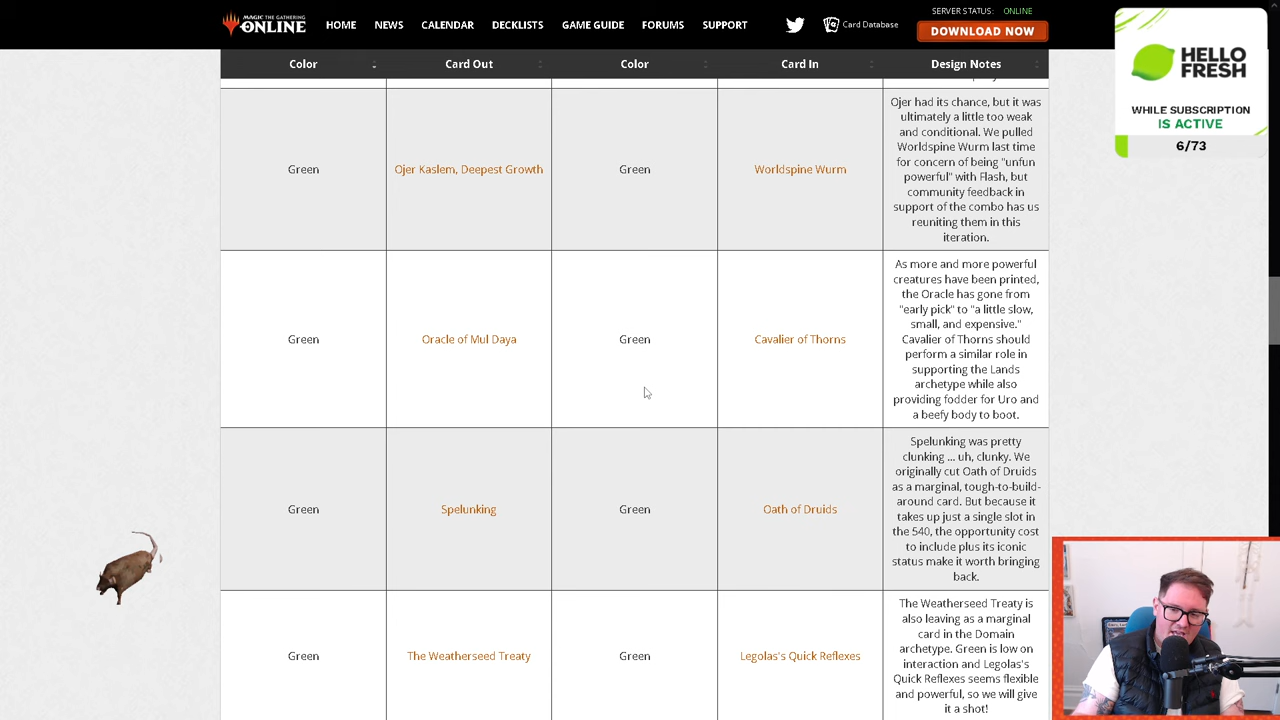 MAGIC THE GATHERING
ONLINE
HOME
NEWS
CALENDAR
DECKLISTS
GAME GUIDE
FORUMS
SUPPORT
Card Database
SERVER STATUS: ONLINE
DOWNLOAD NOW
HELLO
FRESH
WHILE SUBSCRIPTION
IS ACTIVE
6/73
Color
Card Out
Color
Card In
Design Notes
Green
Ojer Kaslem, Deepest Growth
Green
Worldspine Wurm
Ojer had its chance, but it was
ultimately a little too weak
and conditional. We pulled
Worldspine Wurm last time
for concern of being "unfun
powerful" with Flash, but
community feedback in
support of the combo has us
reuniting them in this
iteration.
Green
Oracle of Mul Daya
Green
Cavalier of Thorns
As more and more powerful
creatures have been printed,
the Oracle has gone from
"early pick" to "a little slow,
small, and expensive."
Cavalier of Thorns should
perform a similar role in
supporting the Lands
archetype while also
providing fodder for Uro and
a beefy body to boot.
Green
Spelunking
Green
Oath of Druids
Spelunking was pretty
clunking ... uh, clunky. We
originally cut Oath of Druids
as a marginal, tough-to-build-
around card. But because it
takes up just a single slot in
the 540, the opportunity cost
to include plus its iconic
status make it worth bringing
back.
Green
The Weatherseed Treaty
Green
Legolas's Quick Reflexes
The Weatherseed Treaty is
also leaving as a marginal
card in the Domain
archetype. Green is low on
interaction and Legolas's
Quick Reflexes seems flexible
and powerful, so we will give
it a shot!